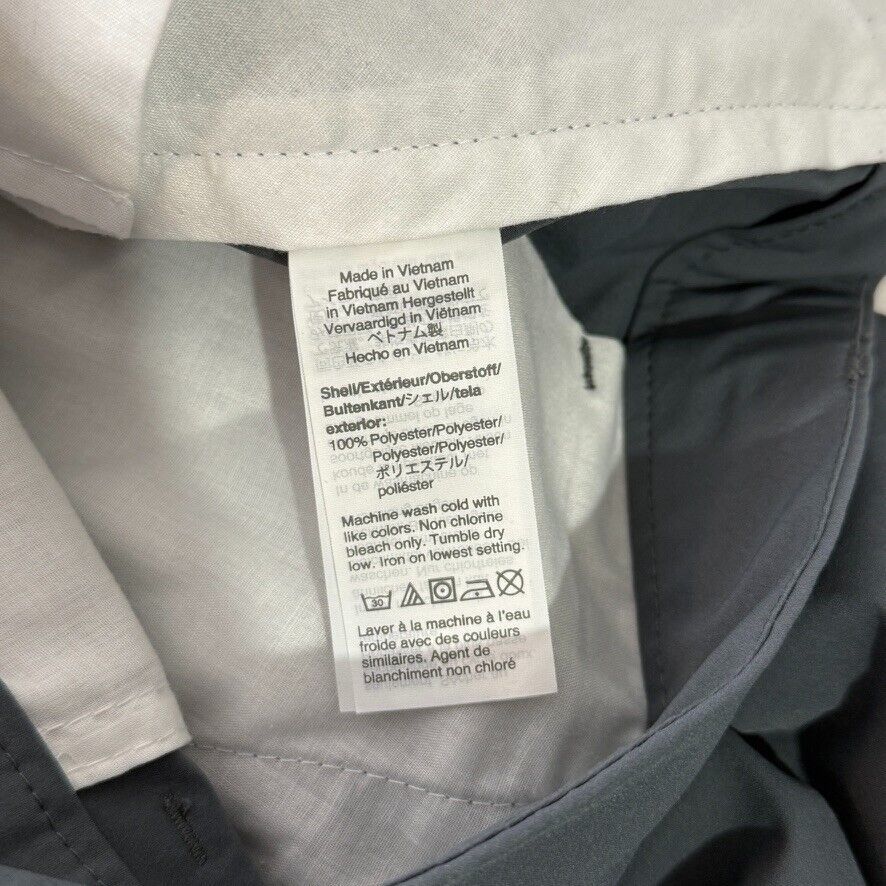 Made in Vietnam
Fabriqué au Vietnam
in Vietnam Hergestellt
Vervaardigd in Viêtnam
ベトナム製
Hecho en Vietnam
Shell/Extérieur/Oberstoff/
Buitenkant/シェル/tela
exterior:
100% Polyester/Polyester/
Polyester/Polyester/
ポリエステル/
poliéster
Machine wash cold with
like colors. Non chlorine
bleach only. Tumble dry
low. Iron on lowest setting.
30
Laver à la machine à l'eau
froide avec des couleurs
similaires. Agent de
blanchiment non chloré